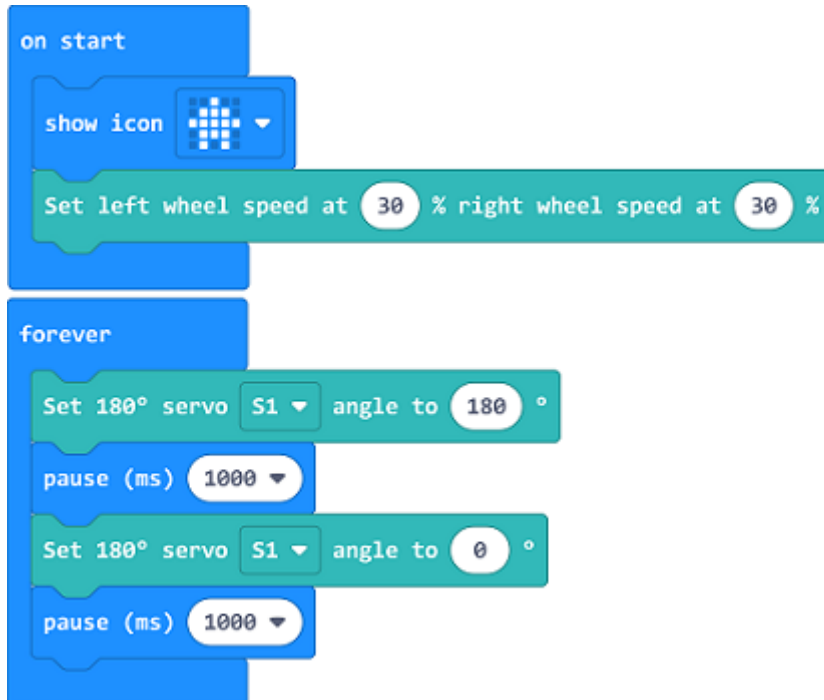 on start
show icon
Set left wheel speed at 30 % right wheel speed at 30 %
forever
Set 180° servo S1 angle to 180 °
pause (ms) 1000
Set 180° servo S1 angle to 0 °
pause (ms) 1000